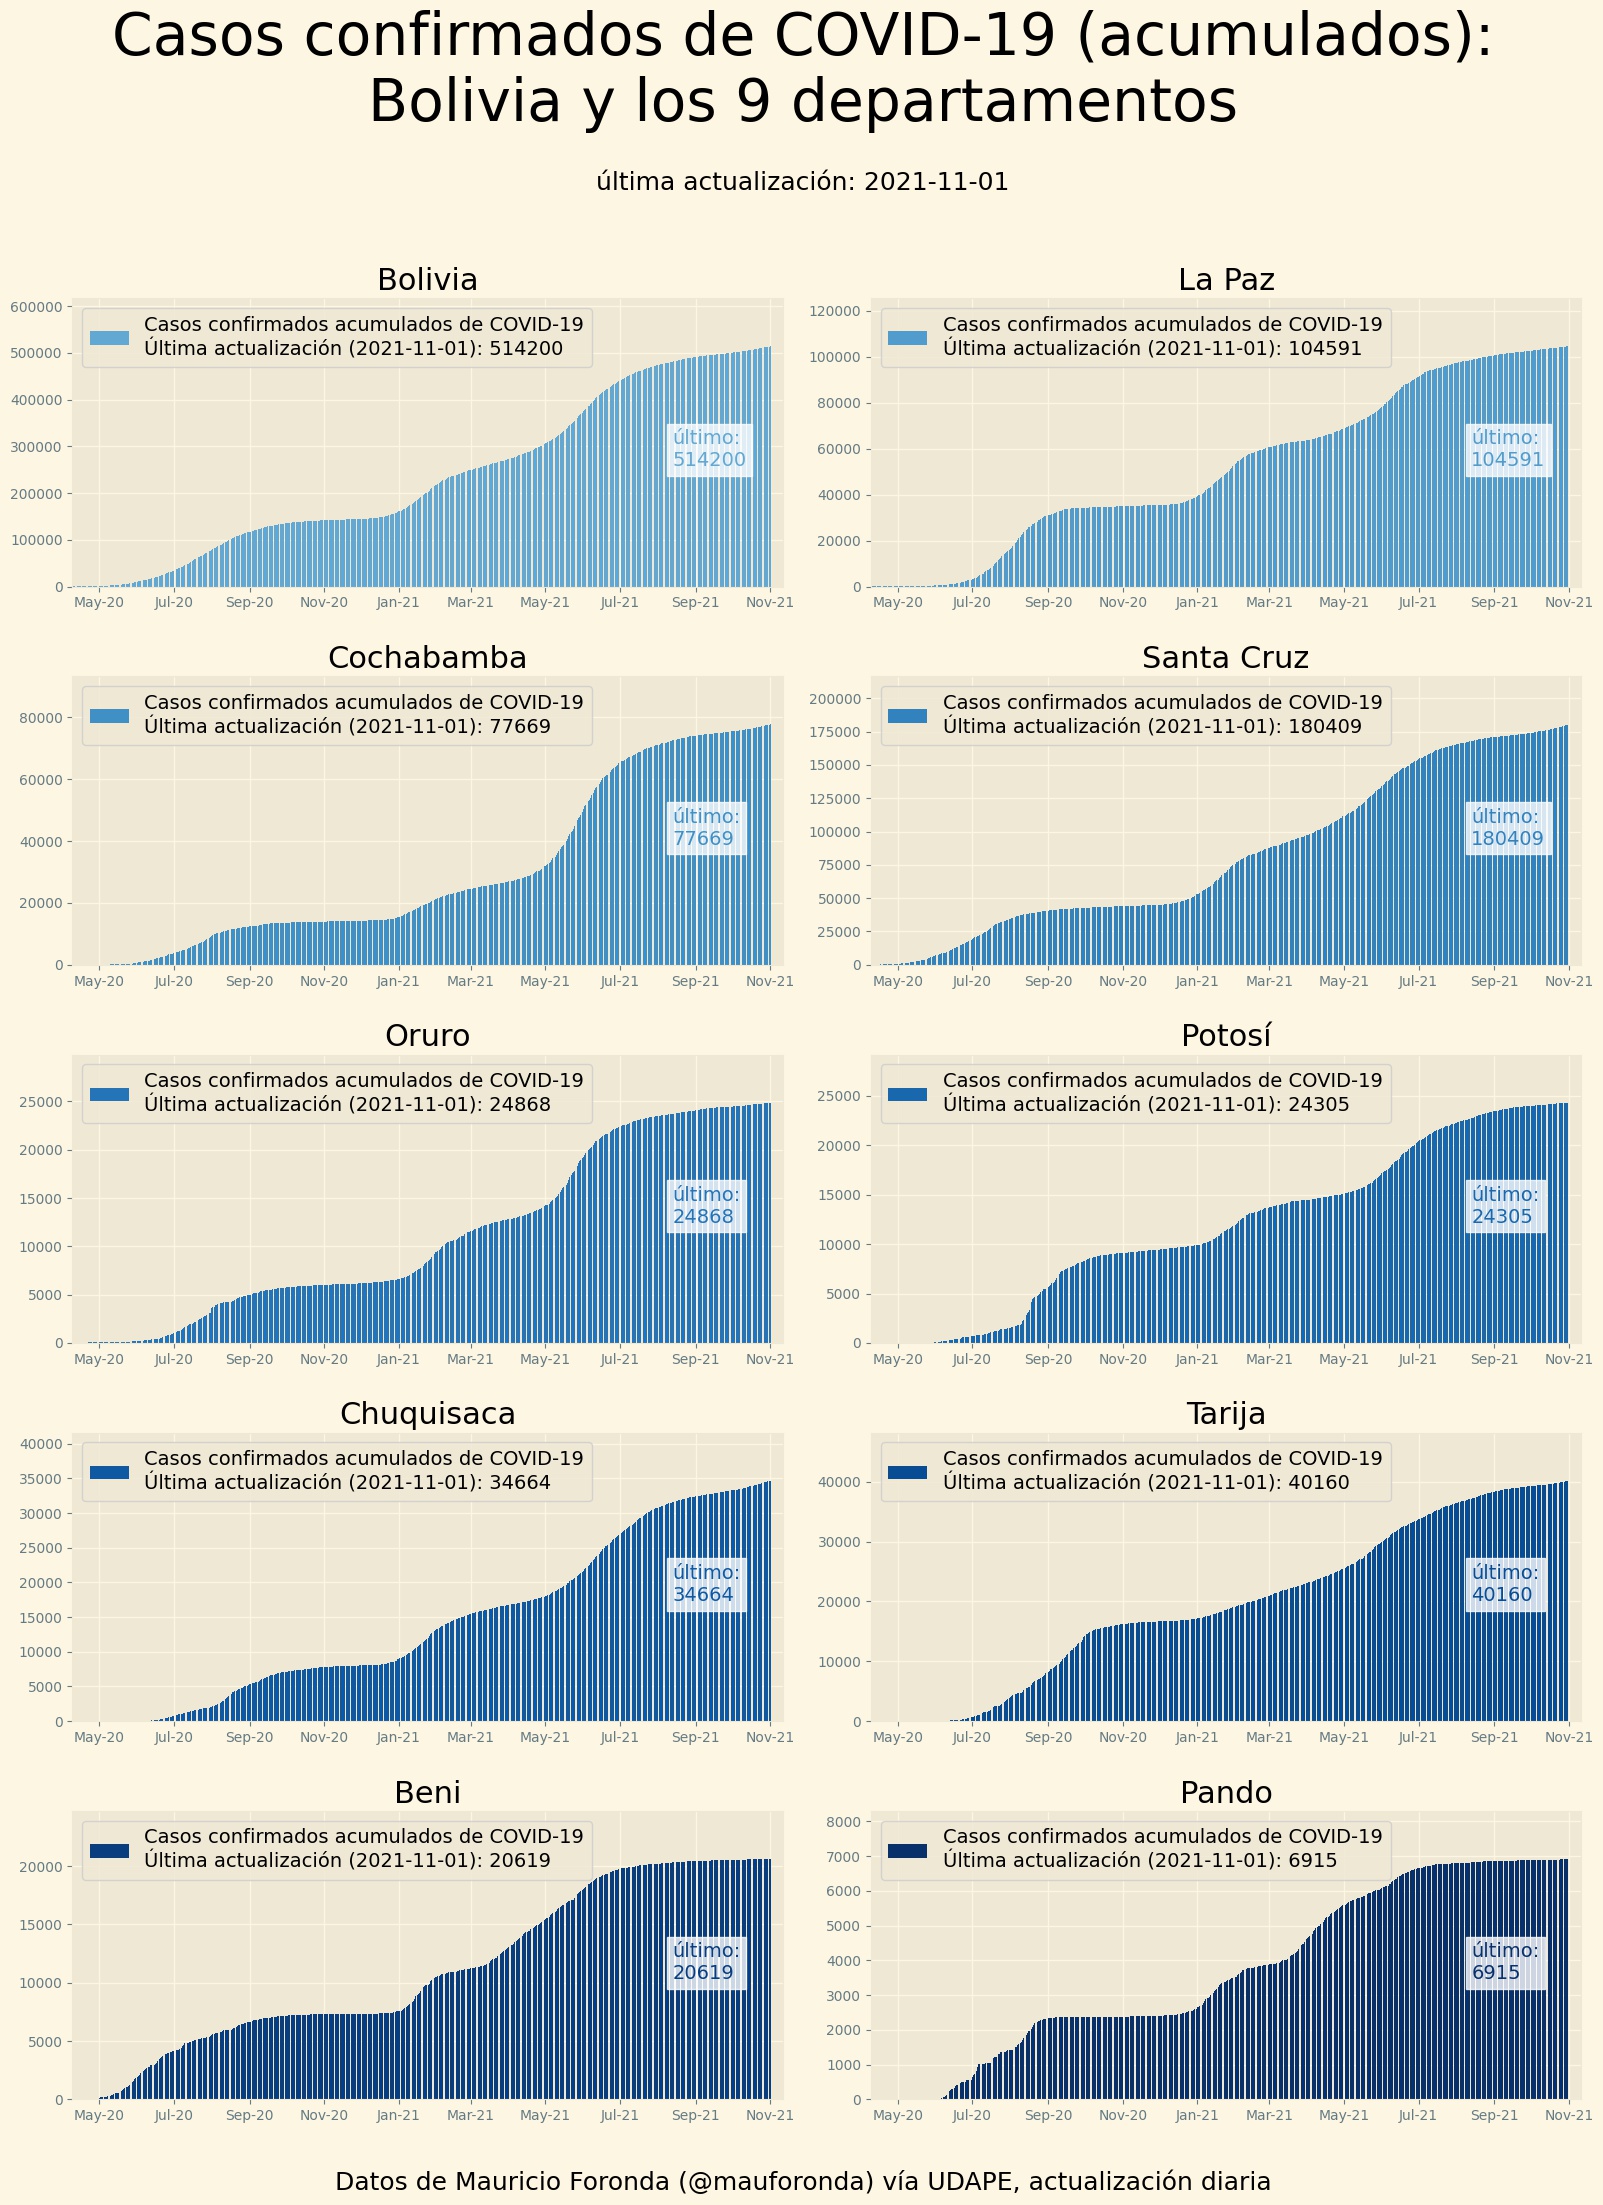 Casos confirmados de COVID-19 (acumulados):
Bolivia y los 9 departamentos
última actualización: 2021-11-01
Bolivia
600000
500000
400000
300000
200000
100000
0
Casos confirmados acumulados de COVID-19
Última actualización (2021-11-01): 514200
último:
514200
May-20 Jul-20 Sep-20 Nov-20 Jan-21 Mar-21 May-21 Jul-21 Sep-21 Nov-21
La Paz
120000
100000
80000
60000
40000
20000
0
Casos confirmados acumulados de COVID-19
Última actualización (2021-11-01): 104591
último:
104591
May-20 Jul-20 Sep-20 Nov-20 Jan-21 Mar-21 May-21 Jul-21 Sep-21 Nov-21
Cochabamba
80000
60000
40000
20000
0
Casos confirmados acumulados de COVID-19
Última actualización (2021-11-01): 77669
último:
77669
May-20 Jul-20 Sep-20 Nov-20 Jan-21 Mar-21 May-21 Jul-21 Sep-21 Nov-21
Santa Cruz
200000
175000
150000
125000
100000
75000
50000
25000
0
Casos confirmados acumulados de COVID-19
Última actualización (2021-11-01): 180409
último:
180409
May-20 Jul-20 Sep-20 Nov-20 Jan-21 Mar-21 May-21 Jul-21 Sep-21 Nov-21
Oruro
25000
20000
15000
10000
5000
0
Casos confirmados acumulados de COVID-19
Última actualización (2021-11-01): 24868
último:
24868
May-20 Jul-20 Sep-20 Nov-20 Jan-21 Mar-21 May-21 Jul-21 Sep-21 Nov-21
Potosí
25000
20000
15000
10000
5000
0
Casos confirmados acumulados de COVID-19
Última actualización (2021-11-01): 24305
último:
24305
May-20 Jul-20 Sep-20 Nov-20 Jan-21 Mar-21 May-21 Jul-21 Sep-21 Nov-21
Chuquisaca
40000
35000
30000
25000
20000
15000
10000
5000
0
Casos confirmados acumulados de COVID-19
Última actualización (2021-11-01): 34664
último:
34664
May-20 Jul-20 Sep-20 Nov-20 Jan-21 Mar-21 May-21 Jul-21 Sep-21 Nov-21
Tarija
40000
30000
20000
10000
0
Casos confirmados acumulados de COVID-19
Última actualización (2021-11-01): 40160
último:
40160
May-20 Jul-20 Sep-20 Nov-20 Jan-21 Mar-21 May-21 Jul-21 Sep-21 Nov-21
Beni
20000
15000
10000
5000
0
Casos confirmados acumulados de COVID-19
Última actualización (2021-11-01): 20619
último:
20619
May-20 Jul-20 Sep-20 Nov-20 Jan-21 Mar-21 May-21 Jul-21 Sep-21 Nov-21
Pando
8000
7000
6000
5000
4000
3000
2000
1000
0
Casos confirmados acumulados de COVID-19
Última actualización (2021-11-01): 6915
último:
6915
May-20 Jul-20 Sep-20 Nov-20 Jan-21 Mar-21 May-21 Jul-21 Sep-21 Nov-21
Datos de Mauricio Foronda (@mauforonda) vía UDAPE, actualización diaria